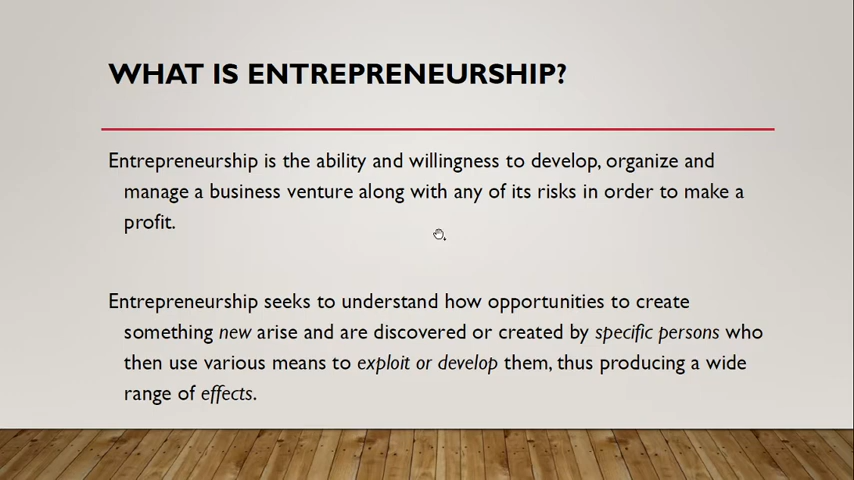 WHAT IS ENTREPRENEURSHIP?
Entrepreneurship is the ability and willingness to develop, organize and
manage a business venture along with any of its risks in order to make a
profit.
Entrepreneurship seeks to understand how opportunities to create
something new arise and are discovered or created by specific persons who
then use various means to exploit or develop them, thus producing a wide
range of effects.